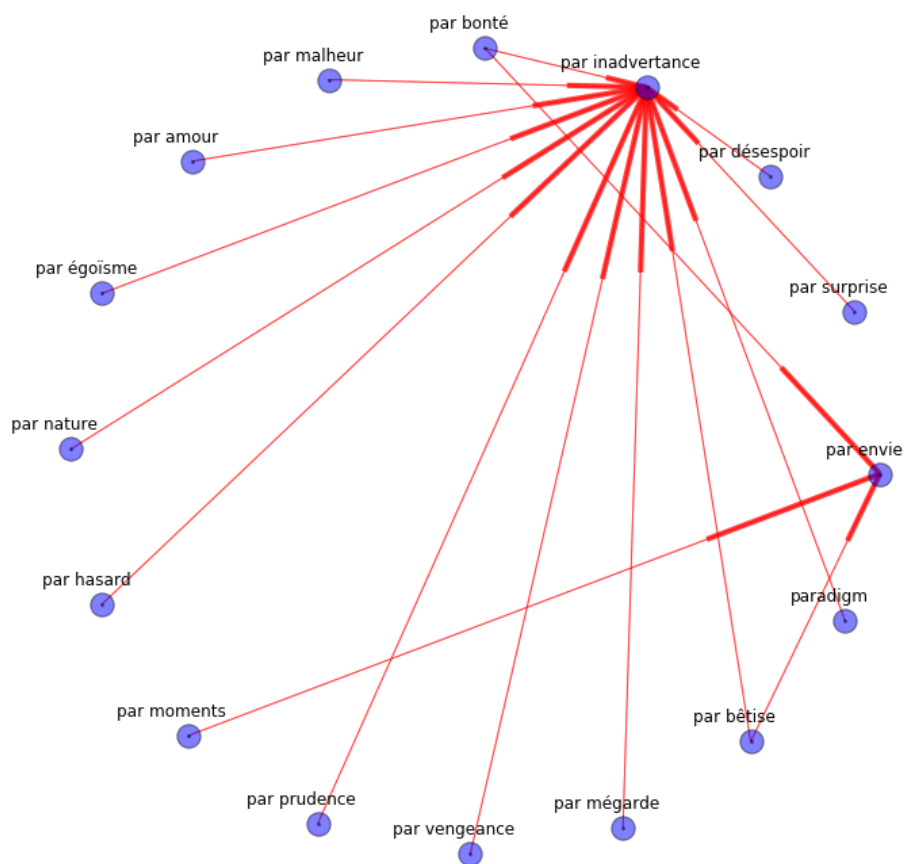 par bonté
par malheur
par inadvertance
par amour
par désespoir
par égoïsme
par surprise
par nature
par envie
par hasard
paradigm
par moments
par bêtise
par prudence
par mégarde
par vengeance